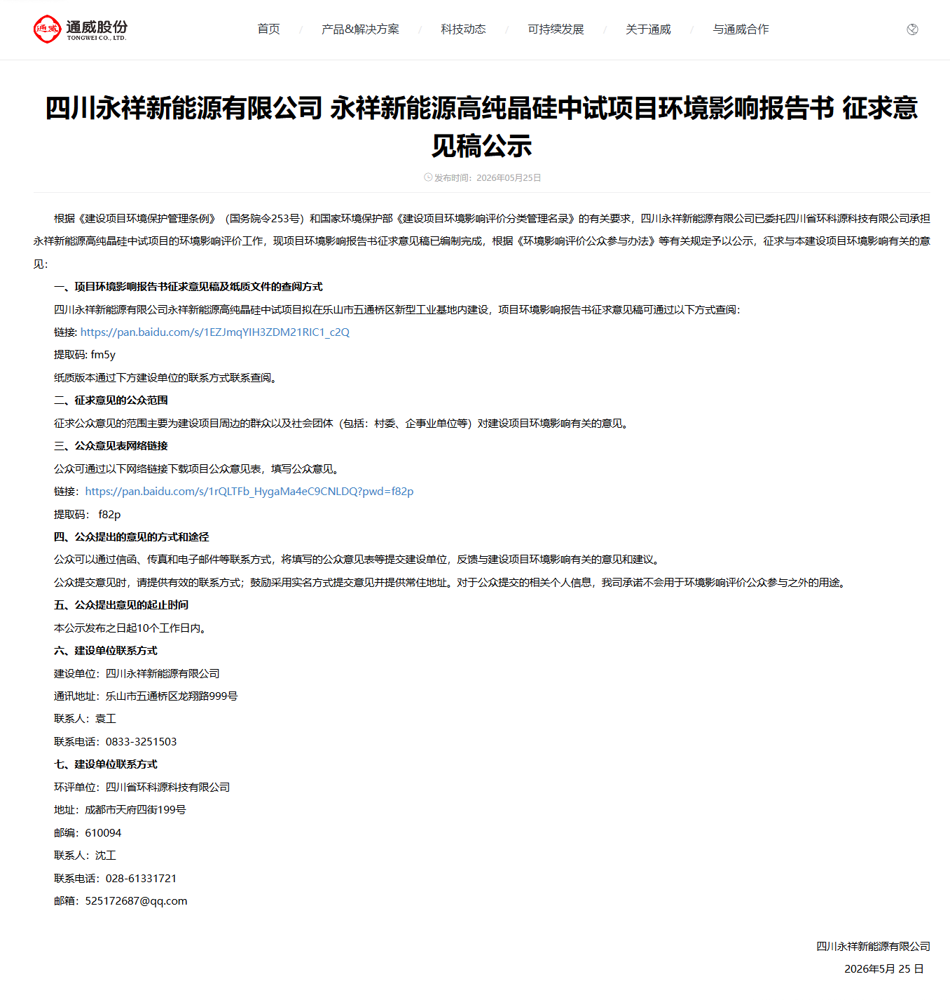 通威
通威股份
TONGWEI CO., LTD.
首页 / 产品&解决方案 / 科技动态 / 可持续发展 / 关于通威 / 与通威合作
四川永祥新能源有限公司 永祥新能源高纯晶硅中试项目环境影响报告书 征求意
见稿公示
发布时间：2026年05月25日
根据《建设项目环境保护管理条例》（国务院令253号）和国家环境保护部《建设项目环境影响评价分类管理名录》的有关要求，四川永祥新能源有限公司已委托四川省环科源科技有限公司承担
永祥新能源高纯晶硅中试项目的环境影响评价工作，现项目环境影响报告书征求意见稿已编制完成，根据《环境影响评价公众参与办法》等有关规定予以公示，征求与本建设项目环境影响有关的意
见：
一、项目环境影响报告书征求意见稿及纸质文件的查阅方式
四川永祥新能源有限公司永祥新能源高纯晶硅中试项目拟在乐山市五通桥区新型工业基地内建设，项目环境影响报告书征求意见稿可通过以下方式查阅：
链接: https://pan.baidu.com/s/1EZJmqYIH3ZDM21RIC1_c2Q
提取码: fm5y
纸质版本通过下方建设单位的联系方式联系查阅。
二、征求意见的公众范围
征求公众意见的范围主要为建设项目周边的群众以及社会团体（包括：村委、企事业单位等）对建设项目环境影响有关的意见。
三、公众意见表网络链接
公众可通过以下网络链接下载项目公众意见表，填写公众意见。
链接：https://pan.baidu.com/s/1rQLTFb_HygaMa4eC9CNLDQ?pwd=f82p
提取码： f82p
四、公众提出的意见的方式和途径
公众可以通过信函、传真和电子邮件等联系方式，将填写的公众意见表等提交建设单位，反馈与建设项目环境影响有关的意见和建议。
公众提交意见时，请提供有效的联系方式；鼓励采用实名方式提交意见并提供常住地址。对于公众提交的相关个人信息，我司承诺不会用于环境影响评价公众参与之外的用途。
五、公众提出意见的起止时间
本公示发布之日起10个工作日内。
六、建设单位联系方式
建设单位：四川永祥新能源有限公司
通讯地址：乐山市五通桥区龙翔路999号
联系人：袁工
联系电话：0833-3251503
七、建设单位联系方式
环评单位：四川省环科源科技有限公司
地址：成都市天府四街199号
邮编：610094
联系人：沈工
联系电话：028-61331721
邮箱：525172687@qq.com
四川永祥新能源有限公司
2026年5月 25 日